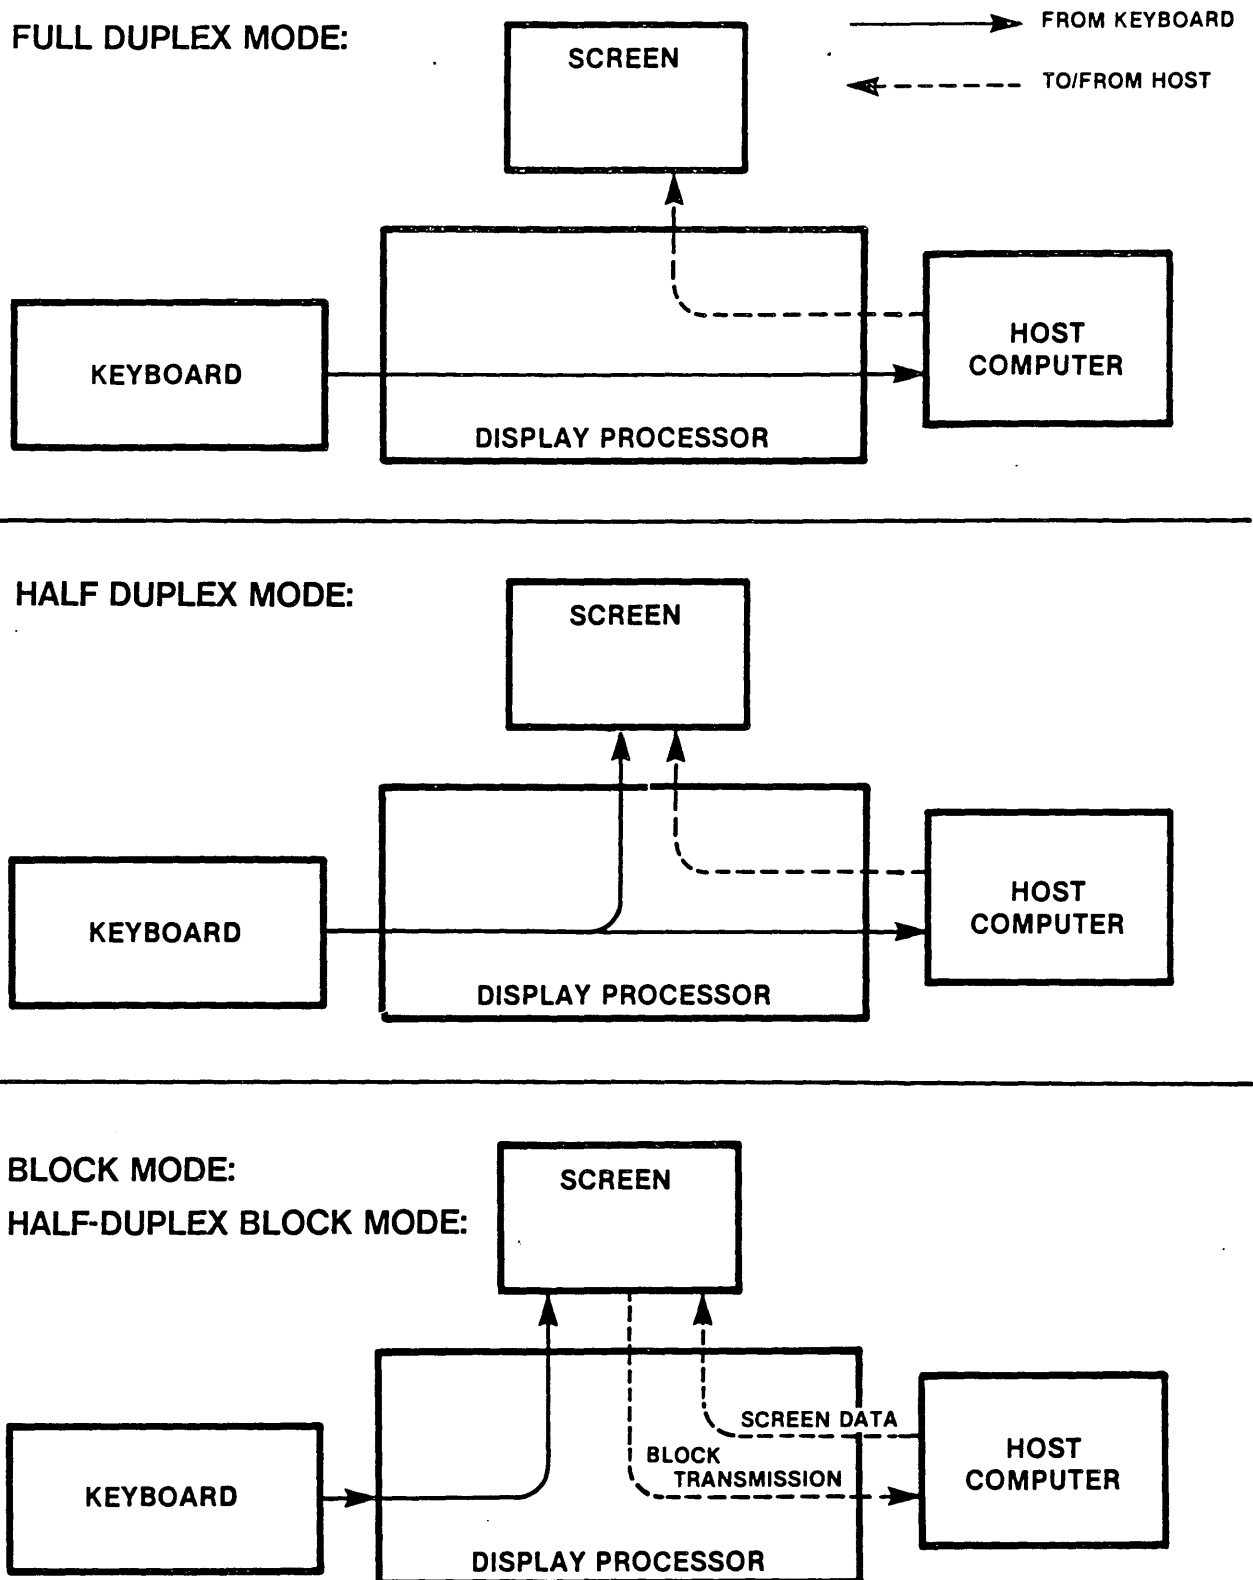 FULL DUPLEX MODE:
FROM KEYBOARD
TO/FROM HOST
SCREEN
KEYBOARD
HOST
COMPUTER
DISPLAY PROCESSOR
HALF DUPLEX MODE:
SCREEN
KEYBOARD
HOST
COMPUTER
DISPLAY PROCESSOR
BLOCK MODE:
HALF-DUPLEX BLOCK MODE:
SCREEN
SCREEN DATA
BLOCK
TRANSMISSION
KEYBOARD
HOST
COMPUTER
DISPLAY PROCESSOR